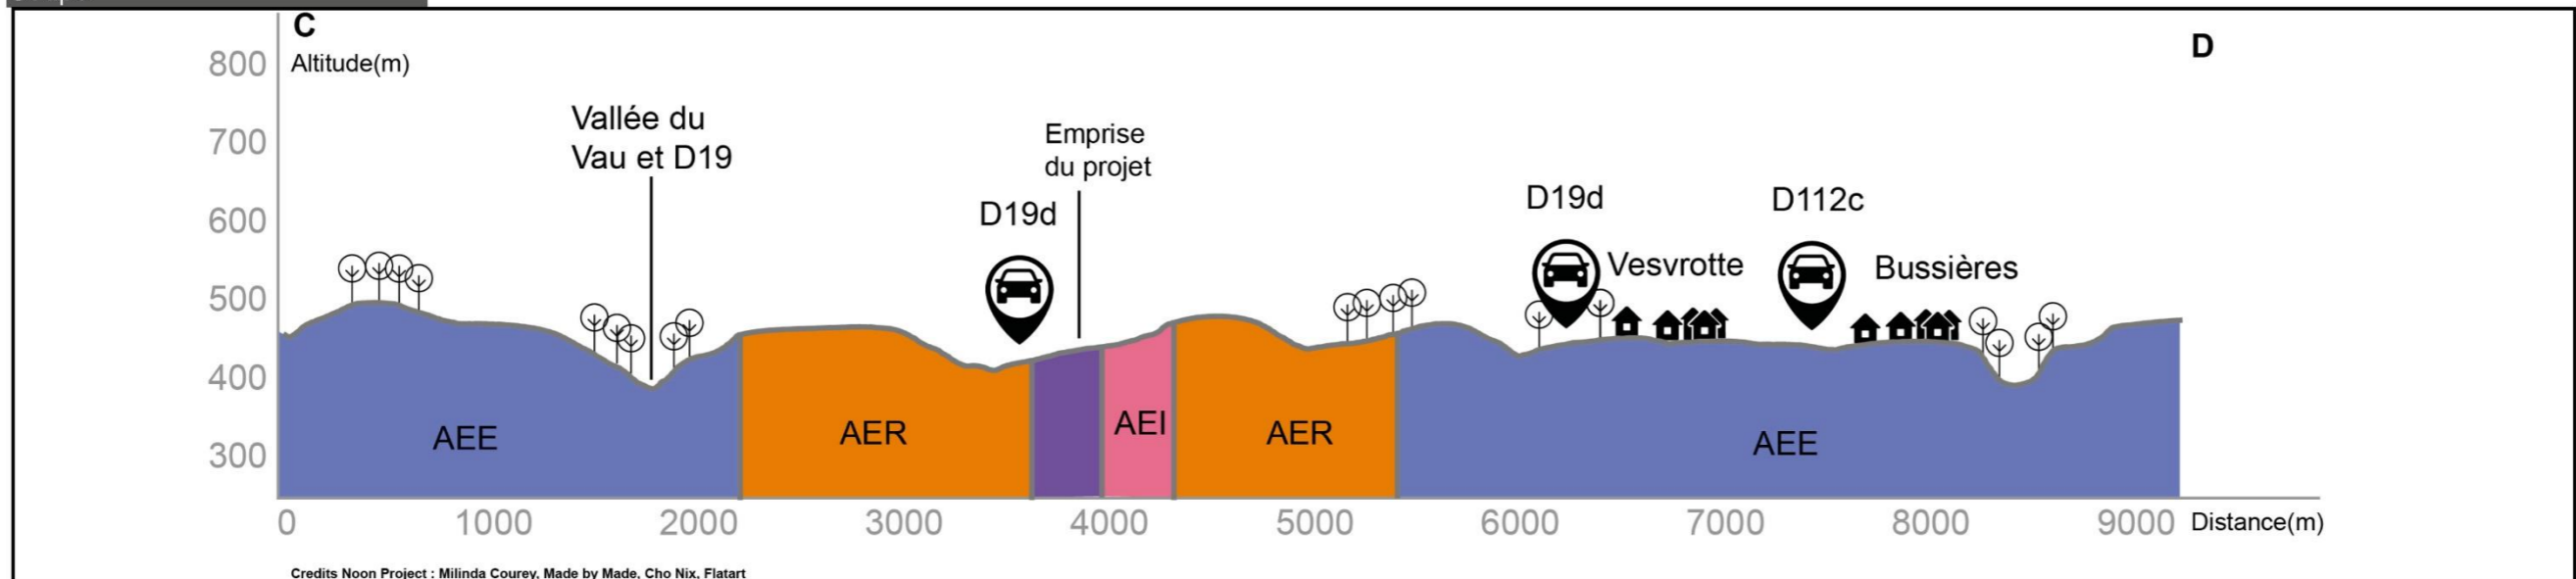 C
D
800
Altitude(m)
700
600
500
400
300
Vallée du
Vau et D19
Emprise
du projet
D19d
D19d
D112c
Vesvrotte
Bussières
AEE
AER
AEI
AER
AEE
0 1000 2000 3000 4000 5000 6000 7000 8000 9000 Distance(m)
Credits Noon Project : Milinda Courey, Made by Made, Cho Nix, Flatart